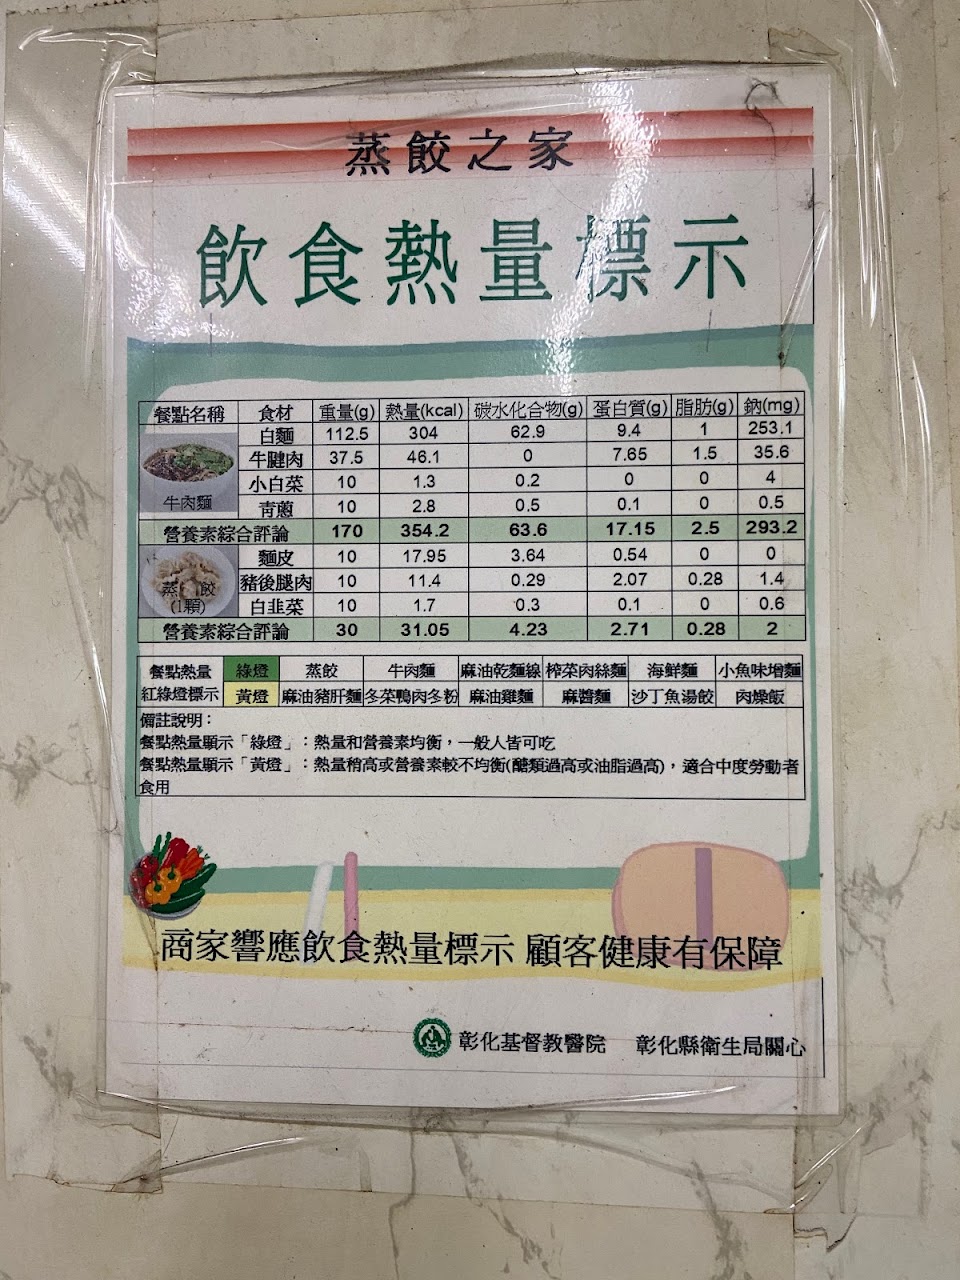 蒸餃之家
飲食熱量標示
餐點名稱 食材 重量(g) 熱量(kcal) 碳水化合物(g) 蛋白質(g) 脂肪(g) 鈉(mg)
白麵 112.5 304 62.9 9.4 1 253.1
牛腱肉 37.5 46.1 0 7.65 1.5 35.6
小白菜 10 1.3 0.2 0 0 4
牛肉麵 青蔥 10 2.8 0.5 0.1 0 0.5
營養素綜合評論 170 354.2 63.6 17.15 2.5 293.2
麵皮 10 17.95 3.64 0.54 0 0
蒸餃 豬後腿肉 10 11.4 0.29 2.07 0.28 1.4
(1顆) 白韭菜 10 1.7 0.3 0.1 0 0.6
營養素綜合評論 30 31.05 4.23 2.71 0.28 2
餐點熱量 綠燈 蒸餃 牛肉麵 麻油乾麵線 榨菜肉絲麵 海鮮麵 小魚味增麵
紅綠燈標示 黃燈 麻油豬肝麵 冬菜鴨肉冬粉 麻油雞麵 麻醬麵 沙丁魚湯餃 肉燥飯
備註說明：
餐點熱量顯示「綠燈」：熱量和營養素均衡，一般人皆可吃
餐點熱量顯示「黃燈」：熱量稍高或營養素較不均衡(醣類過高或油脂過高)，適合中度勞動者
食用
商家響應飲食熱量標示 顧客健康有保障
彰化基督教醫院 彰化縣衛生局關心